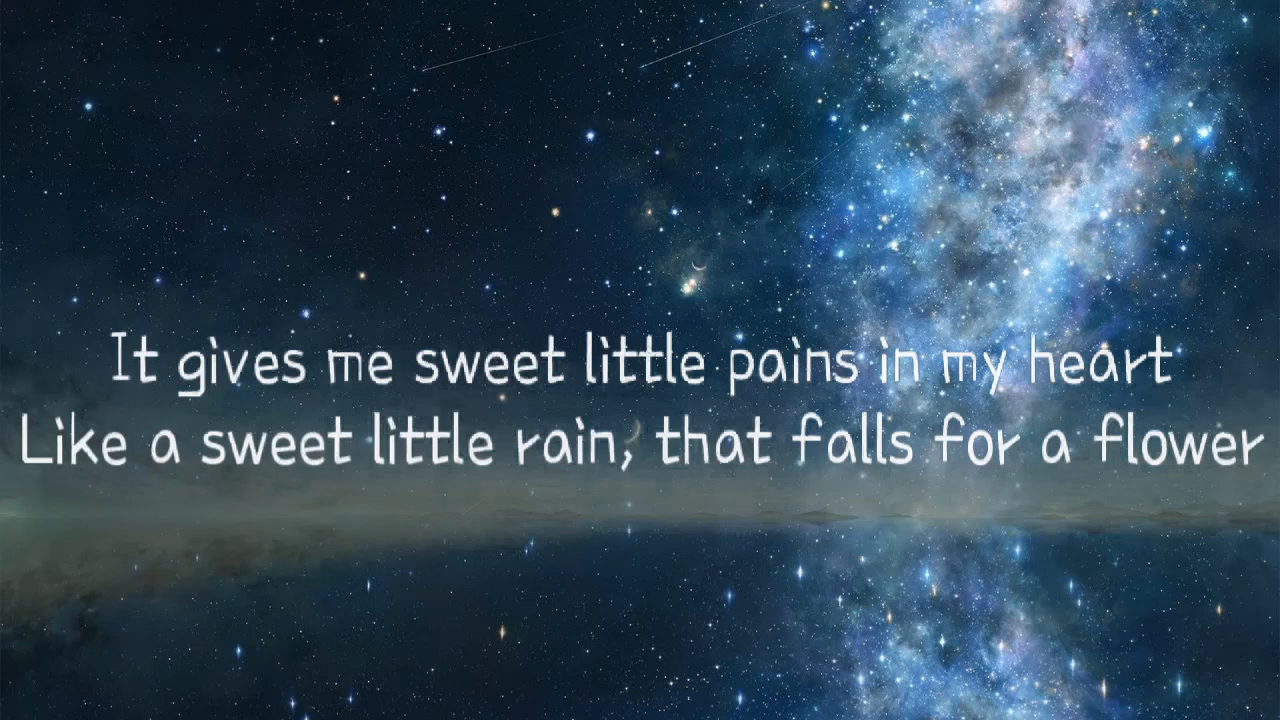 It gives me sweet little pains in my heart
Like a sweet little rain, that falls for a flower